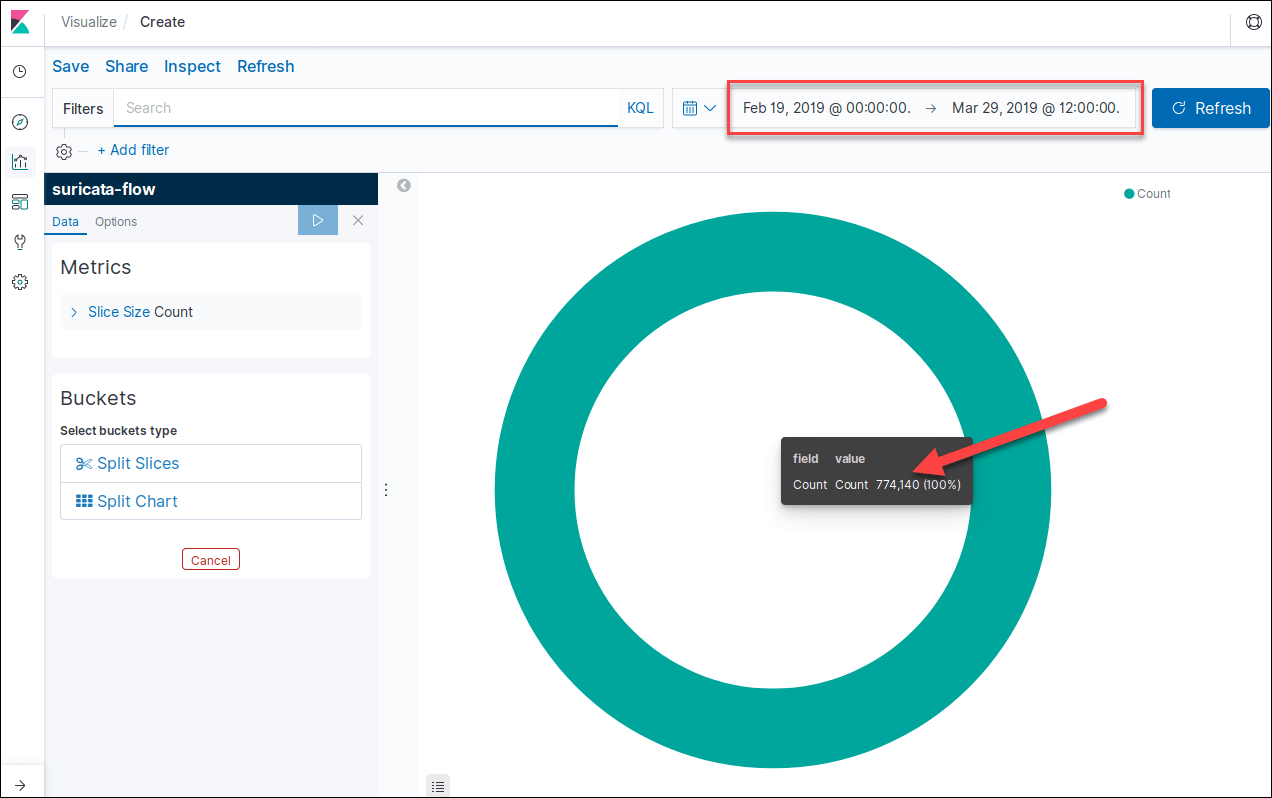 Visualize / Create
Save Share Inspect Refresh
Filters Search KQL Feb 19, 2019 @ 00:00:00. → Mar 29, 2019 @ 12:00:00. Refresh
+ Add filter
suricata-flow
Data Options
Metrics
Slice Size Count
Buckets
Select buckets type
Split Slices
Split Chart
Cancel
Count
field value
Count Count 774,140 (100%)